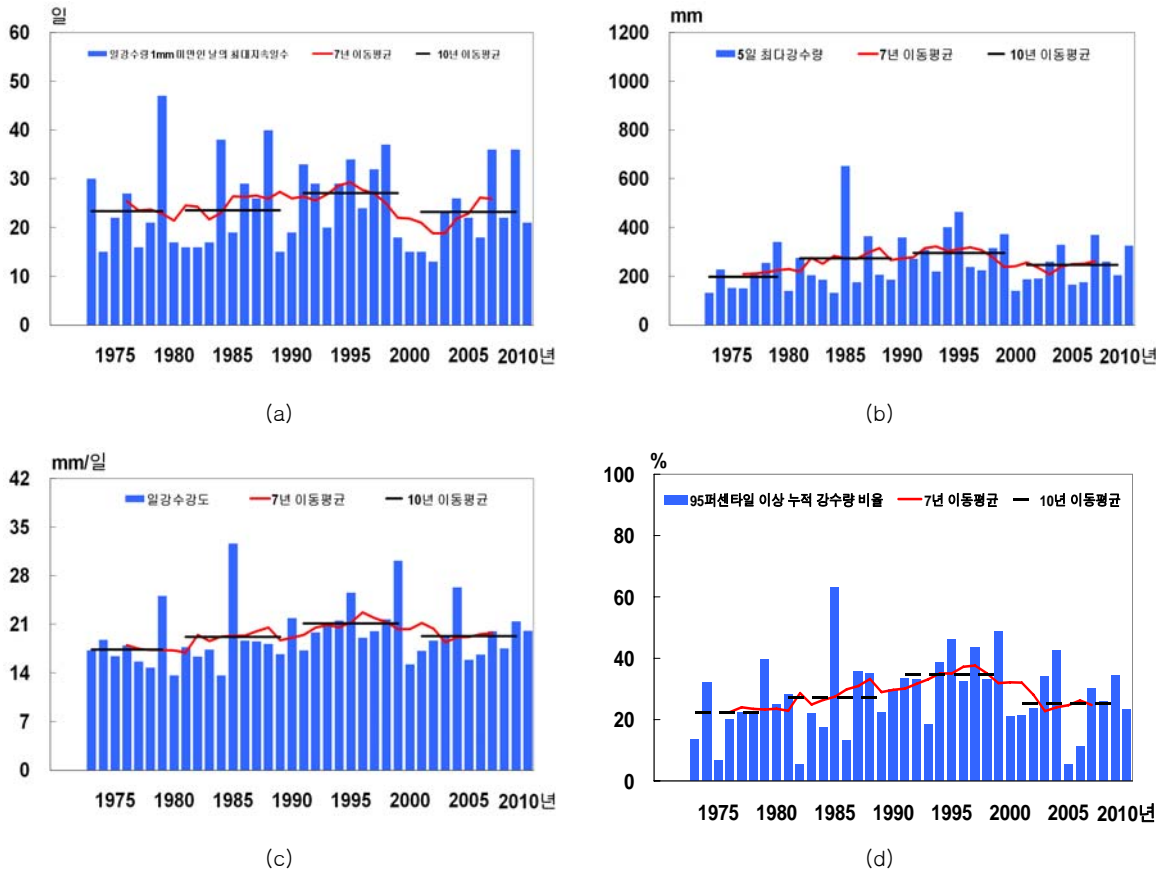 일
60
50
40
30
20
10
0
일강수량 1mm 미만인 날의 최대지속일수 7년 이동평균 10년 이동평균
1975 1980 1985 1990 1995 2000 2005 2010년
(a)
mm
1200
1000
800
600
400
200
0
5일 최다강수량 7년 이동평균 10년 이동평균
1975 1980 1985 1990 1995 2000 2005 2010년
(b)
mm/일
42
35
28
21
14
7
0
일강수강도 7년 이동평균 10년 이동평균
1975 1980 1985 1990 1995 2000 2005 2010년
(c)
%
100
80
60
40
20
0
95퍼센타일 이상 누적 강수량 비율 7년 이동평균 10년 이동평균
1975 1980 1985 1990 1995 2000 2005 2010년
(d)